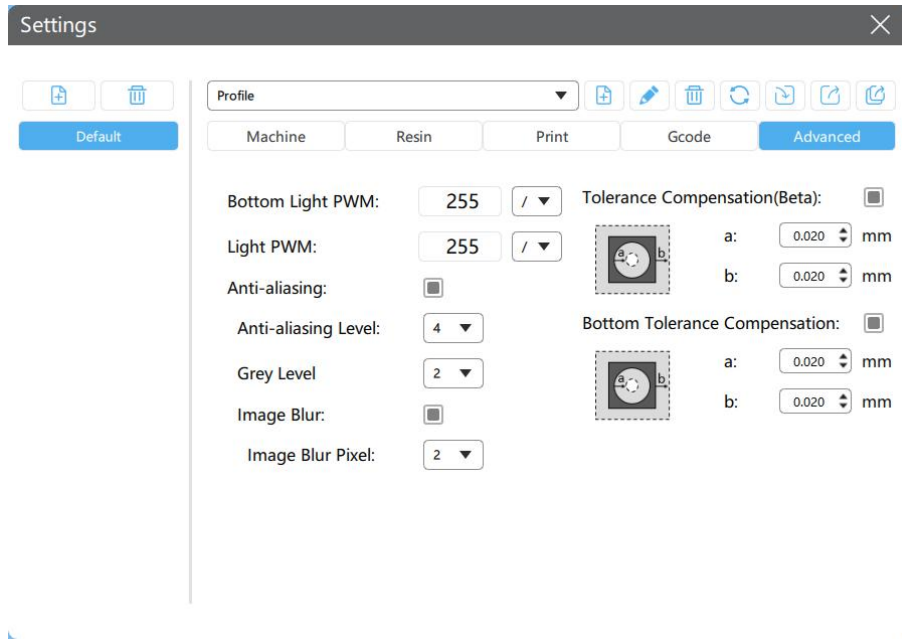 Settings
Default
Profile
Machine Resin Print Gcode Advanced
Bottom Light PWM: 255 /
Light PWM: 255 /
Anti-aliasing:
Anti-aliasing Level: 4
Grey Level 2
Image Blur:
Image Blur Pixel: 2
Tolerance Compensation(Beta):
a b
a: 0.020 mm
b: 0.020 mm
Bottom Tolerance Compensation:
a b
a: 0.020 mm
b: 0.020 mm